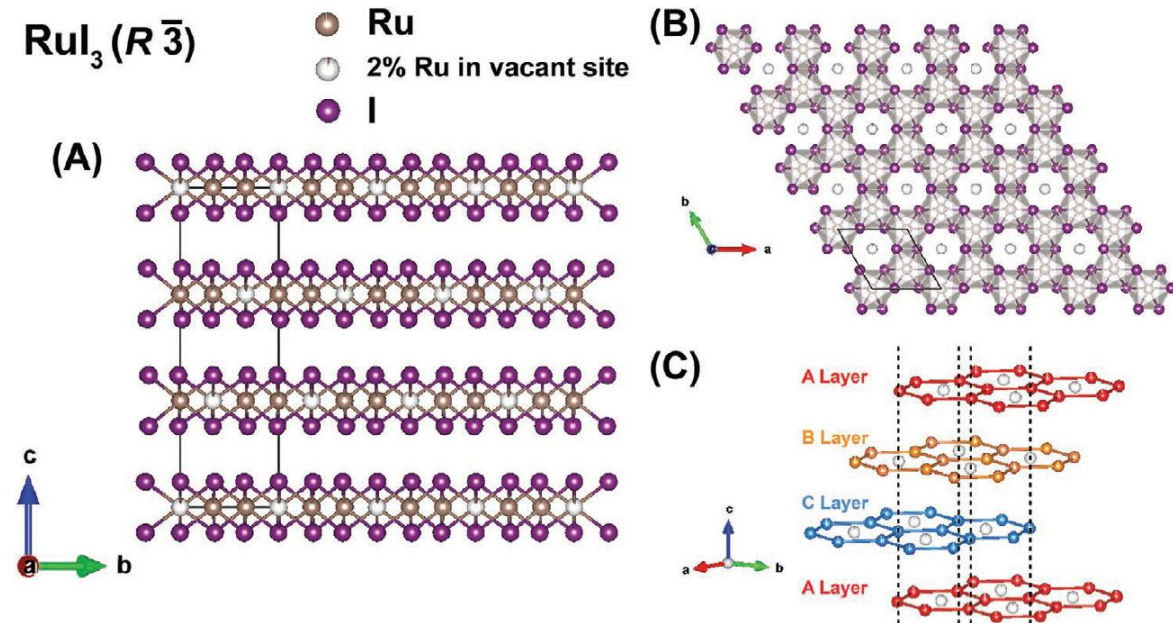 RuI₃ (R 3̅)
Ru
2% Ru in vacant site
I
(A)
c
a
b
(B)
b
c
a
(C)
A Layer
B Layer
C Layer
A Layer
c
a
b